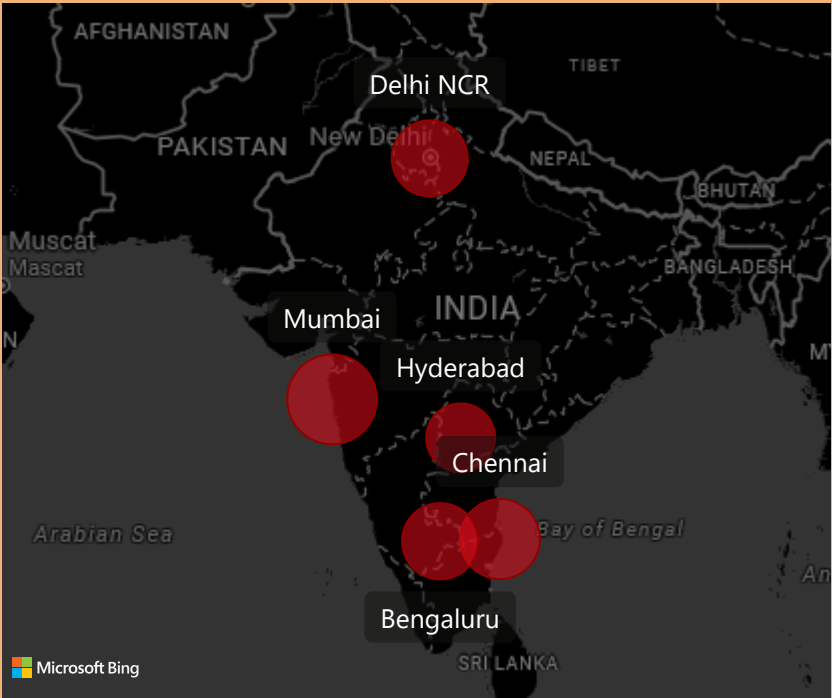 AFGHANISTAN
TIBET
Delhi NCR
New Delhi
PAKISTAN
NEPAL
BHUTAN
Muscat
Mascat
BANGLADESH
INDIA
Mumbai
N
M
Hyderabad
Chennai
Arabian Sea
Bay of Bengal
An
Bengaluru
SRI LANKA
Microsoft Bing